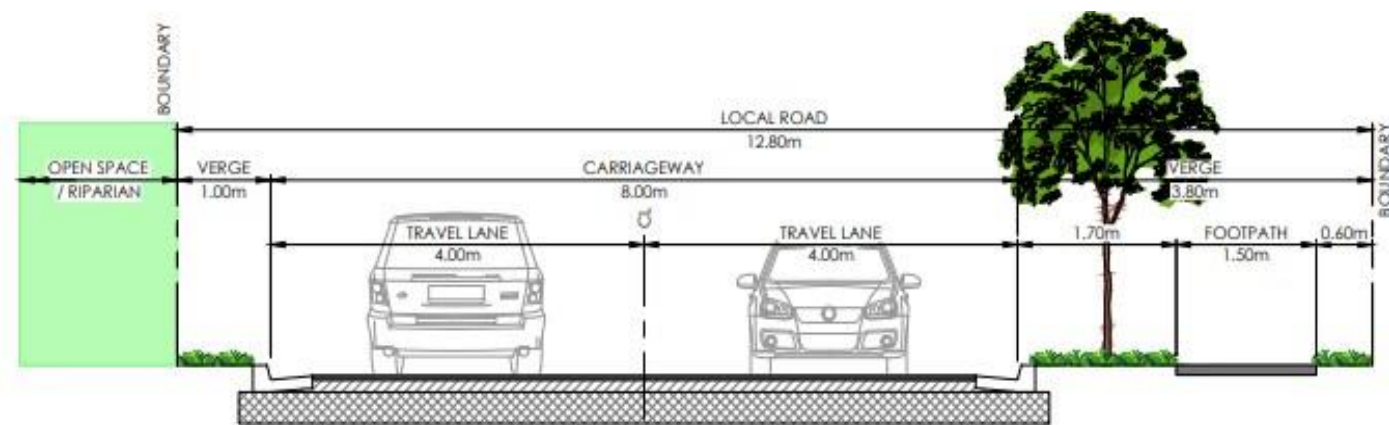 BOUNDARY
LOCAL ROAD
12.80m
BOUNDARY
OPEN SPACE
/ RIPARIAN
VERGE
1.00m
CARRIAGEWAY
8.00m
VERGE
3.80m
TRAVEL LANE
4.00m
TRAVEL LANE
4.00m
1.70m
FOOTPATH
1.50m
0.60m